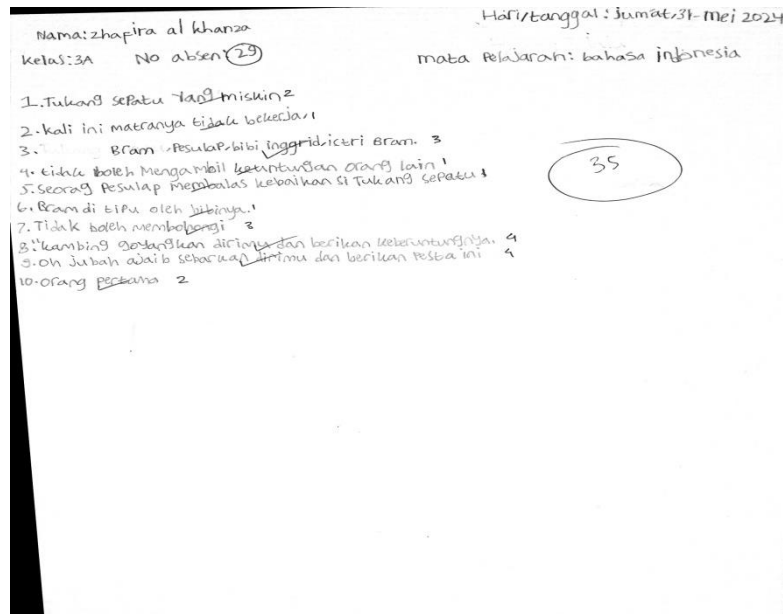 Nama: zhapira al khanza
Hari/tanggal: Jumat, 31-mei 2024
Kelas: 3A No absen: 29
mata Pelajaran: bahasa indonesia
1. Tukang sepatu yang miskin 2
2. kali ini matranya tidak bekerja. 1
3. Bram, Pesulap, bibi inggrid, ictri Bram. 3
4. tidak boleh Mengambil keuntungan orang lain 1
5. seorag Pesulap Membalas kebaikan si Tukang sepatu 1
35
6. Bram di tipu oleh bibinya. 1
7. Tidak boleh membohongi 3
8. "kambing goyangkan dirimu dan berikan keberuntungnya. 4
9. oh jubah ajaib sebarkan dirimu dan berikan Pesta ini 4
10. orang pertama 2